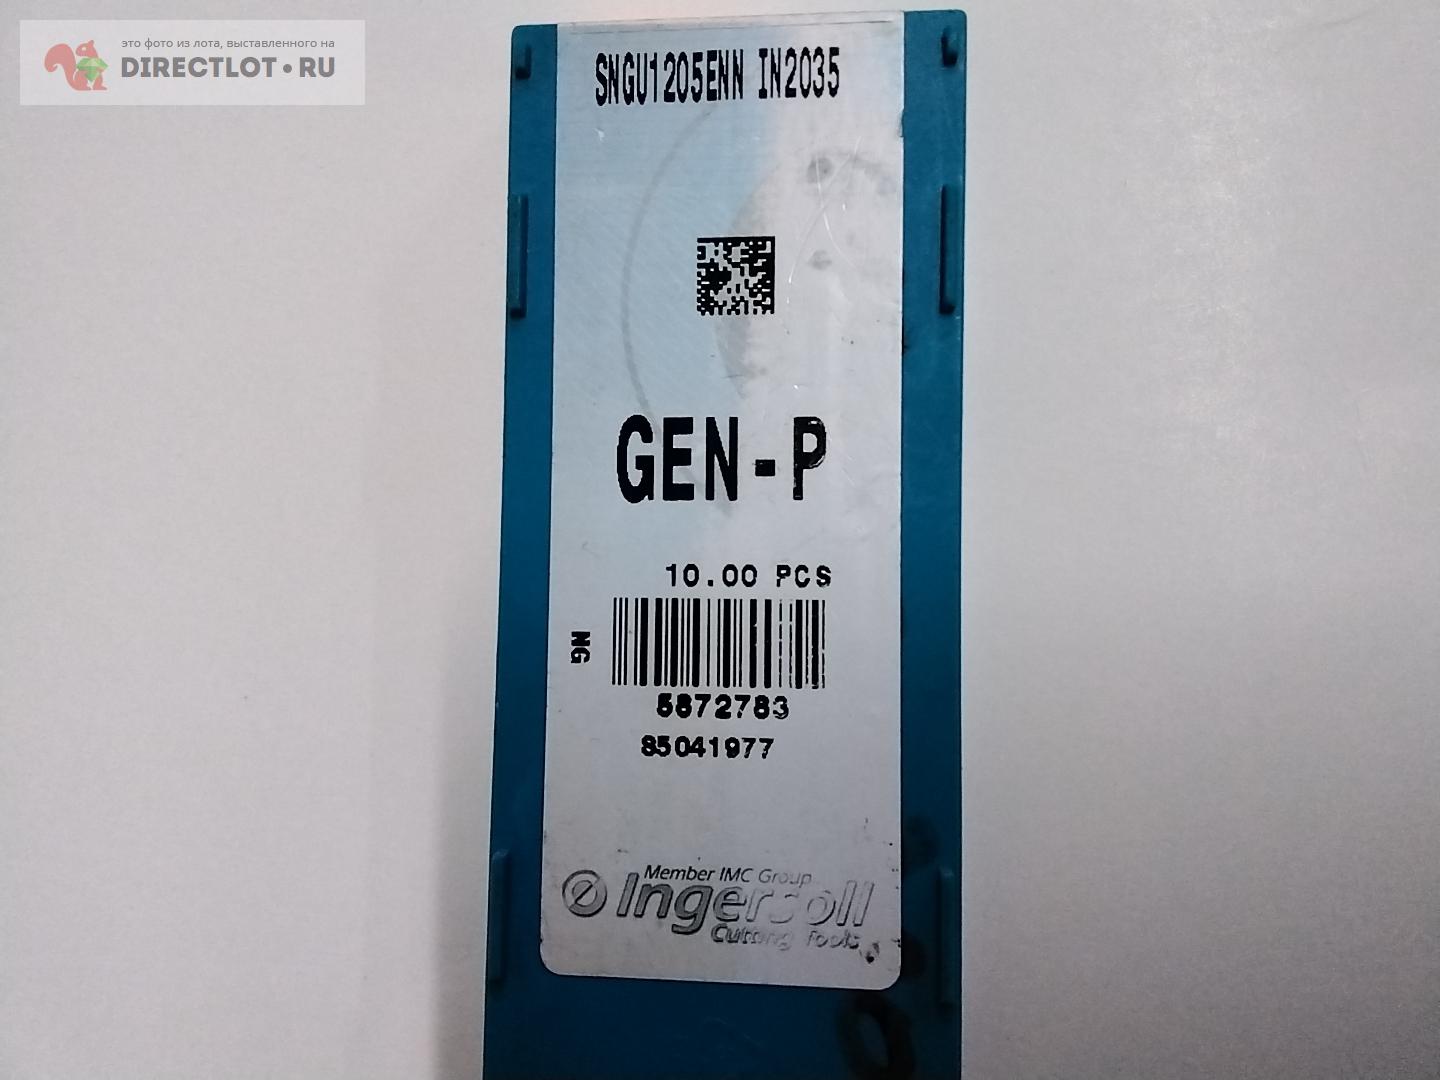 это фото из лота, выставленного на
DIRECTLOT.RU
SNGU1205ENN IN2035
GEN-P
10.00 PCS
NG
5872783
85041977
Member IMC Group
Ingersoll
Cutting Tools